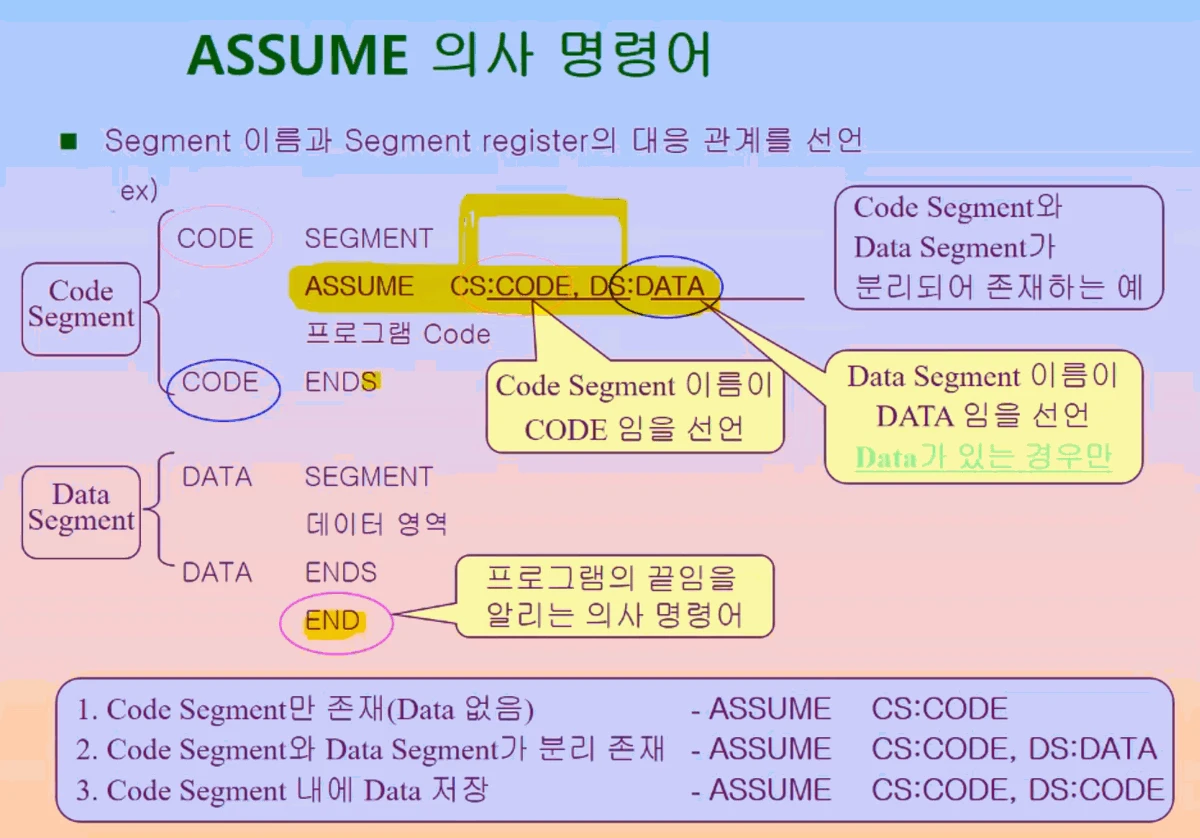 ASSUME 의사 명령어
■ Segment 이름과 Segment register의 대응 관계를 선언
ex)
CODE SEGMENT
ASSUME CS:CODE, DS:DATA
프로그램 Code
CODE ENDS
Code
Segment
Code Segment와
Data Segment가
분리되어 존재하는 예
Code Segment 이름이
CODE 임을 선언
Data Segment 이름이
DATA 임을 선언
Data가 있는 경우만
DATA SEGMENT
데이터 영역
DATA ENDS
END
Data
Segment
프로그램의 끝임을
알리는 의사 명령어
1. Code Segment만 존재(Data 없음) - ASSUME CS:CODE
2. Code Segment와 Data Segment가 분리 존재 - ASSUME CS:CODE, DS:DATA
3. Code Segment 내에 Data 저장 - ASSUME CS:CODE, DS:CODE